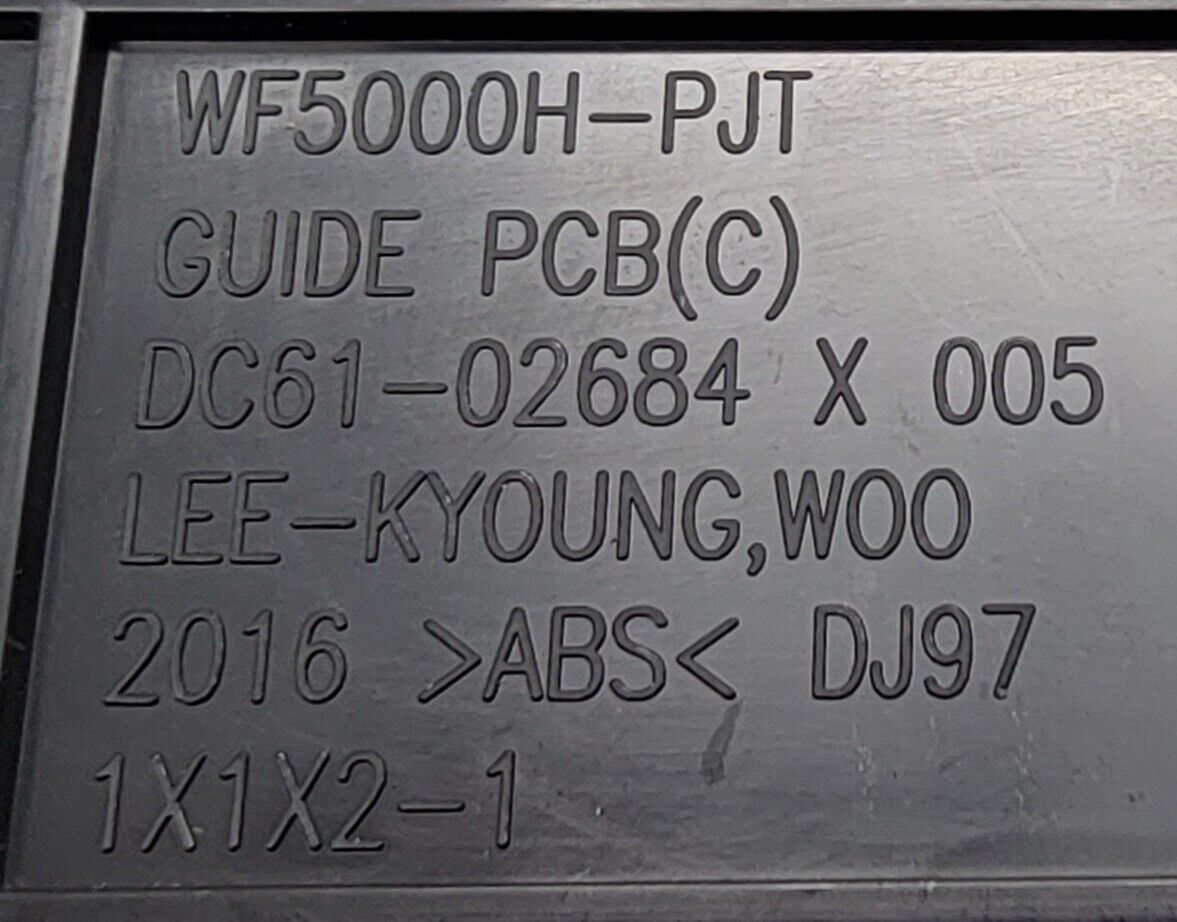 WF5000H-PJT
GUIDE PCB(C)
DC61-02684 X 005
LEE-KYOUNG,WOO
2016 >ABS< DJ97
1X1X2-1